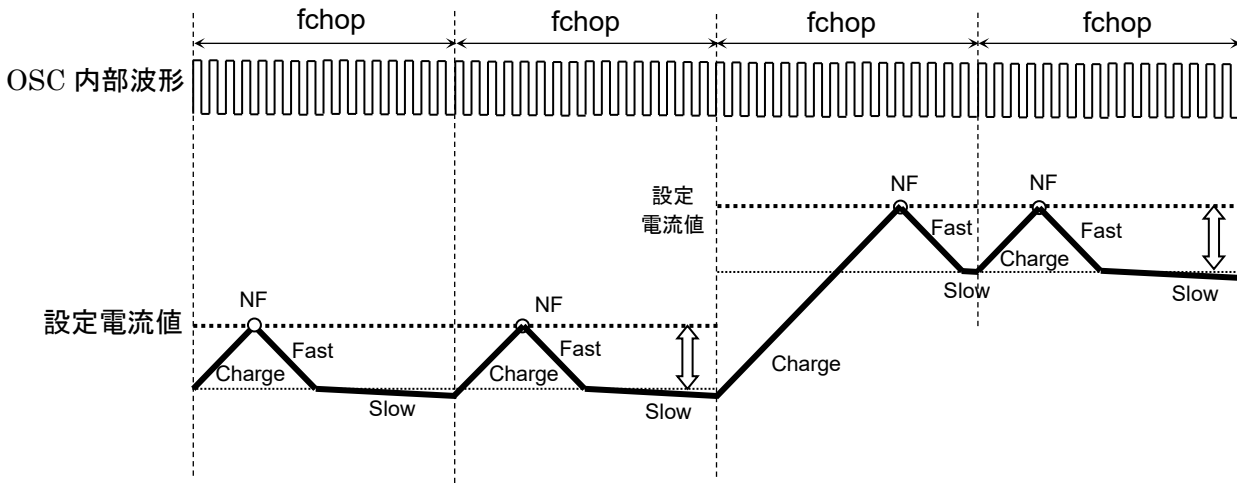 fchop
fchop
fchop
fchop
OSC 内部波形
設定
電流値
NF
Fast
Charge
Slow
NF
Charge
Fast
Slow
設定電流値
NF
Charge
Fast
Slow
NF
Charge
Fast
Slow
Charge